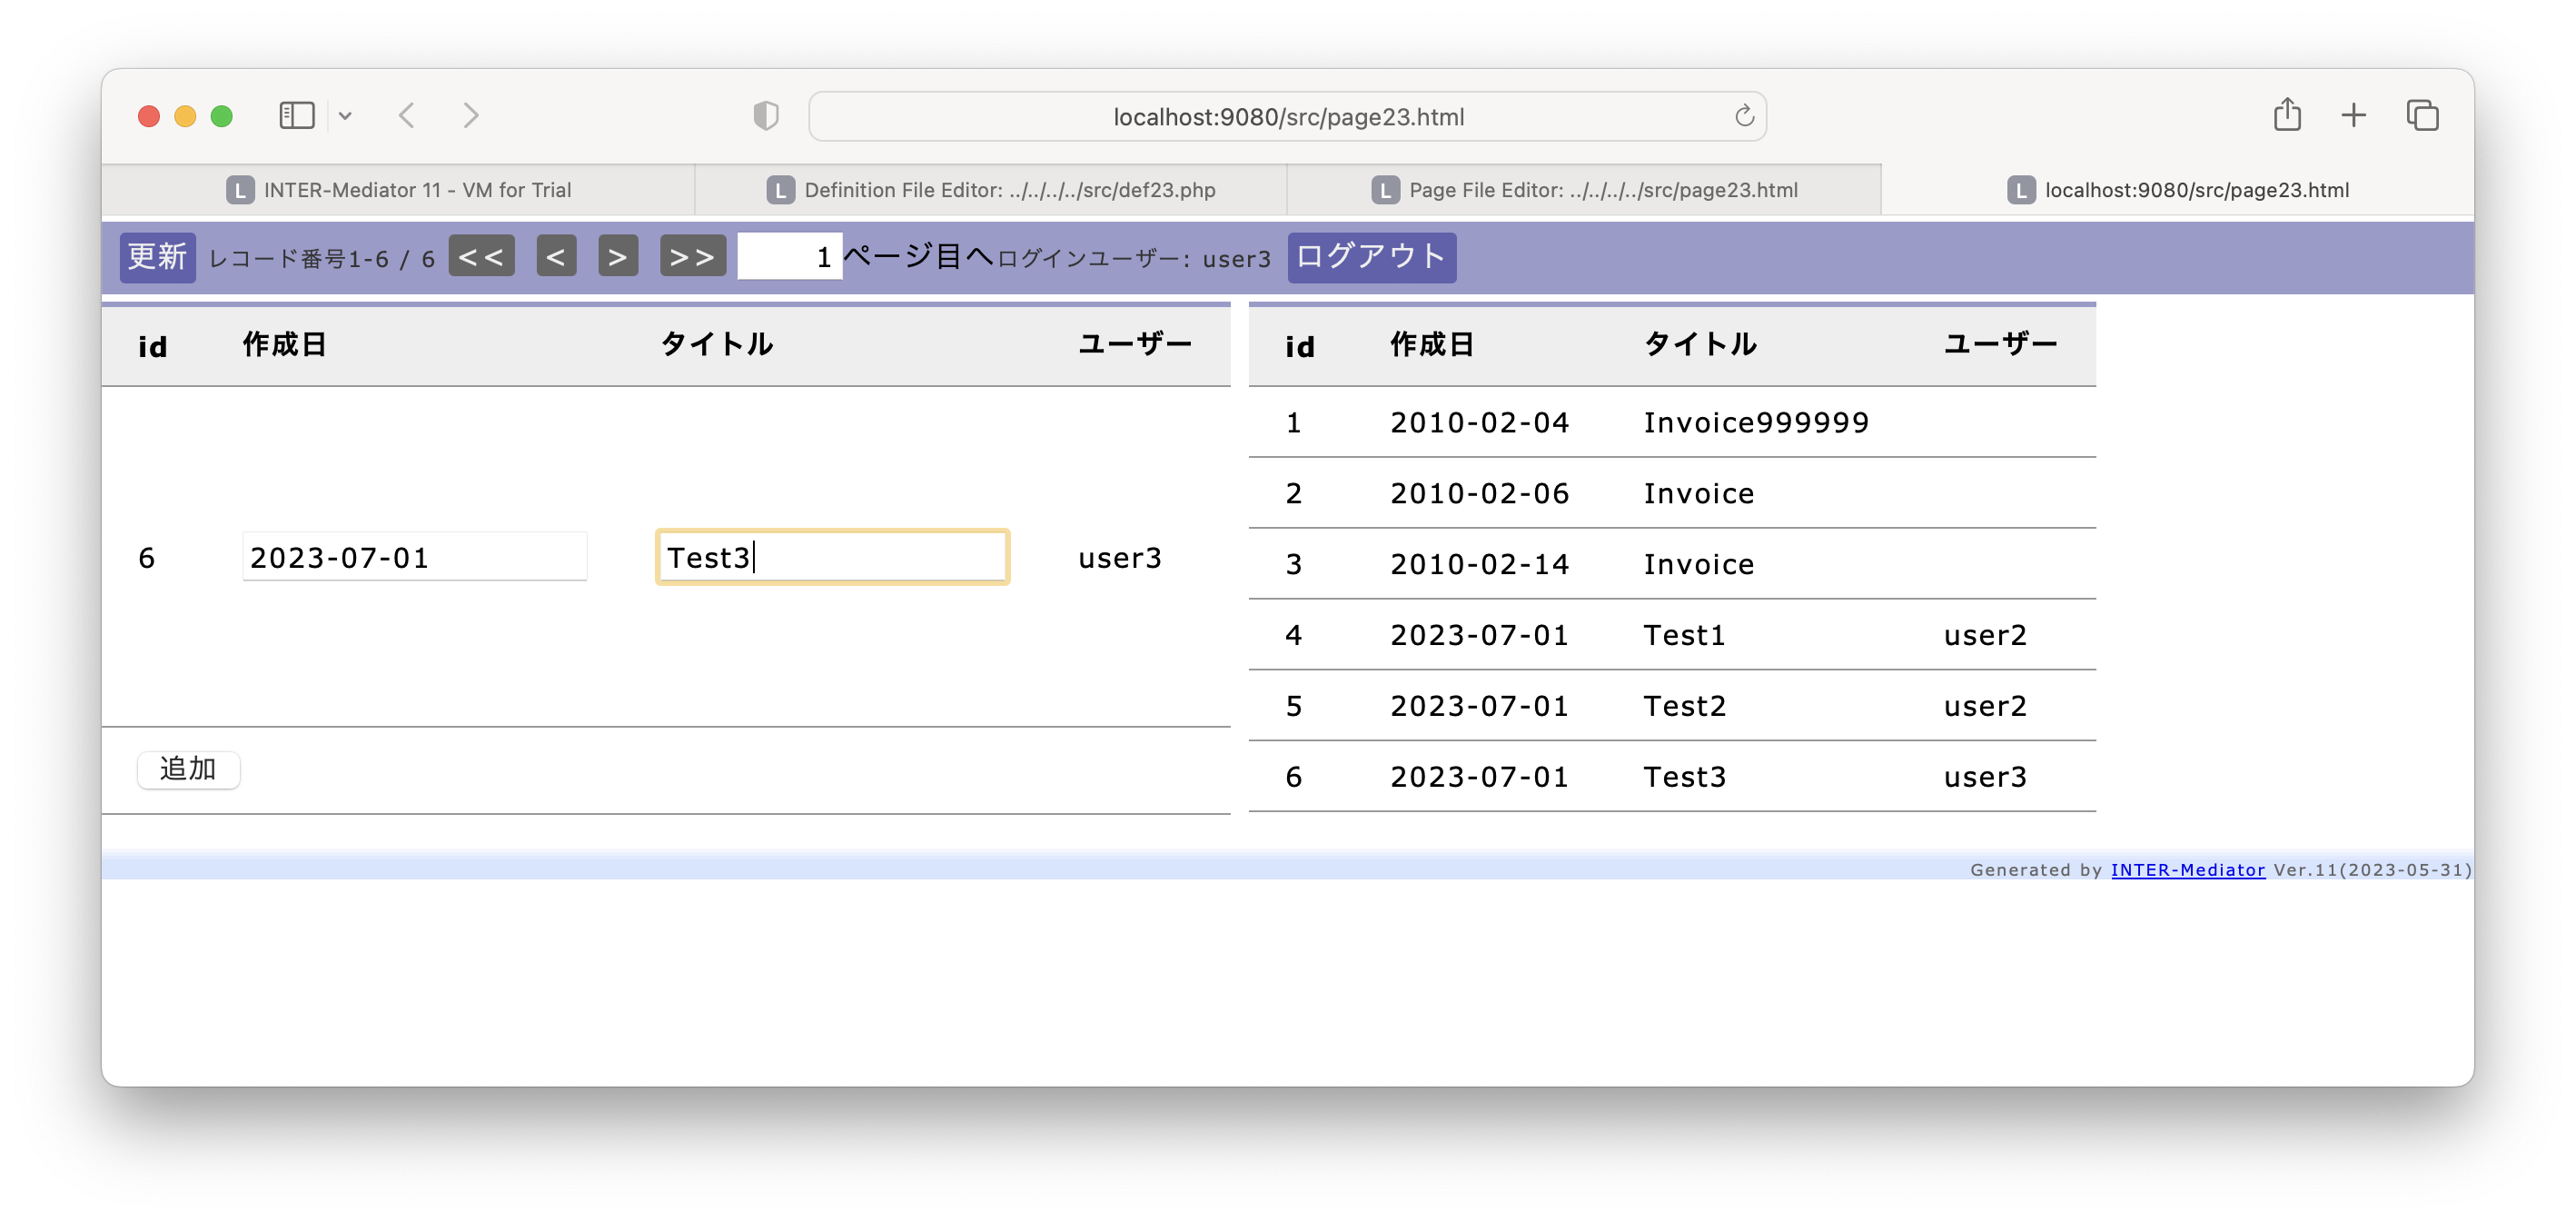 localhost:9080/src/page23.html
L INTER-Mediator 11 - VM for Trial
L Definition File Editor: ../../../../src/def23.php
L Page File Editor: ../../../../src/page23.html
L localhost:9080/src/page23.html
更新 レコード番号1-6 / 6 << < > >> 1 ページ目へログインユーザー: user3 ログアウト
id 作成日 タイトル ユーザー
6 2023-07-01 Test3 user3
追加
id 作成日 タイトル ユーザー
1 2010-02-04 Invoice999999
2 2010-02-06 Invoice
3 2010-02-14 Invoice
4 2023-07-01 Test1 user2
5 2023-07-01 Test2 user2
6 2023-07-01 Test3 user3
Generated by INTER-Mediator Ver.11(2023-05-31)